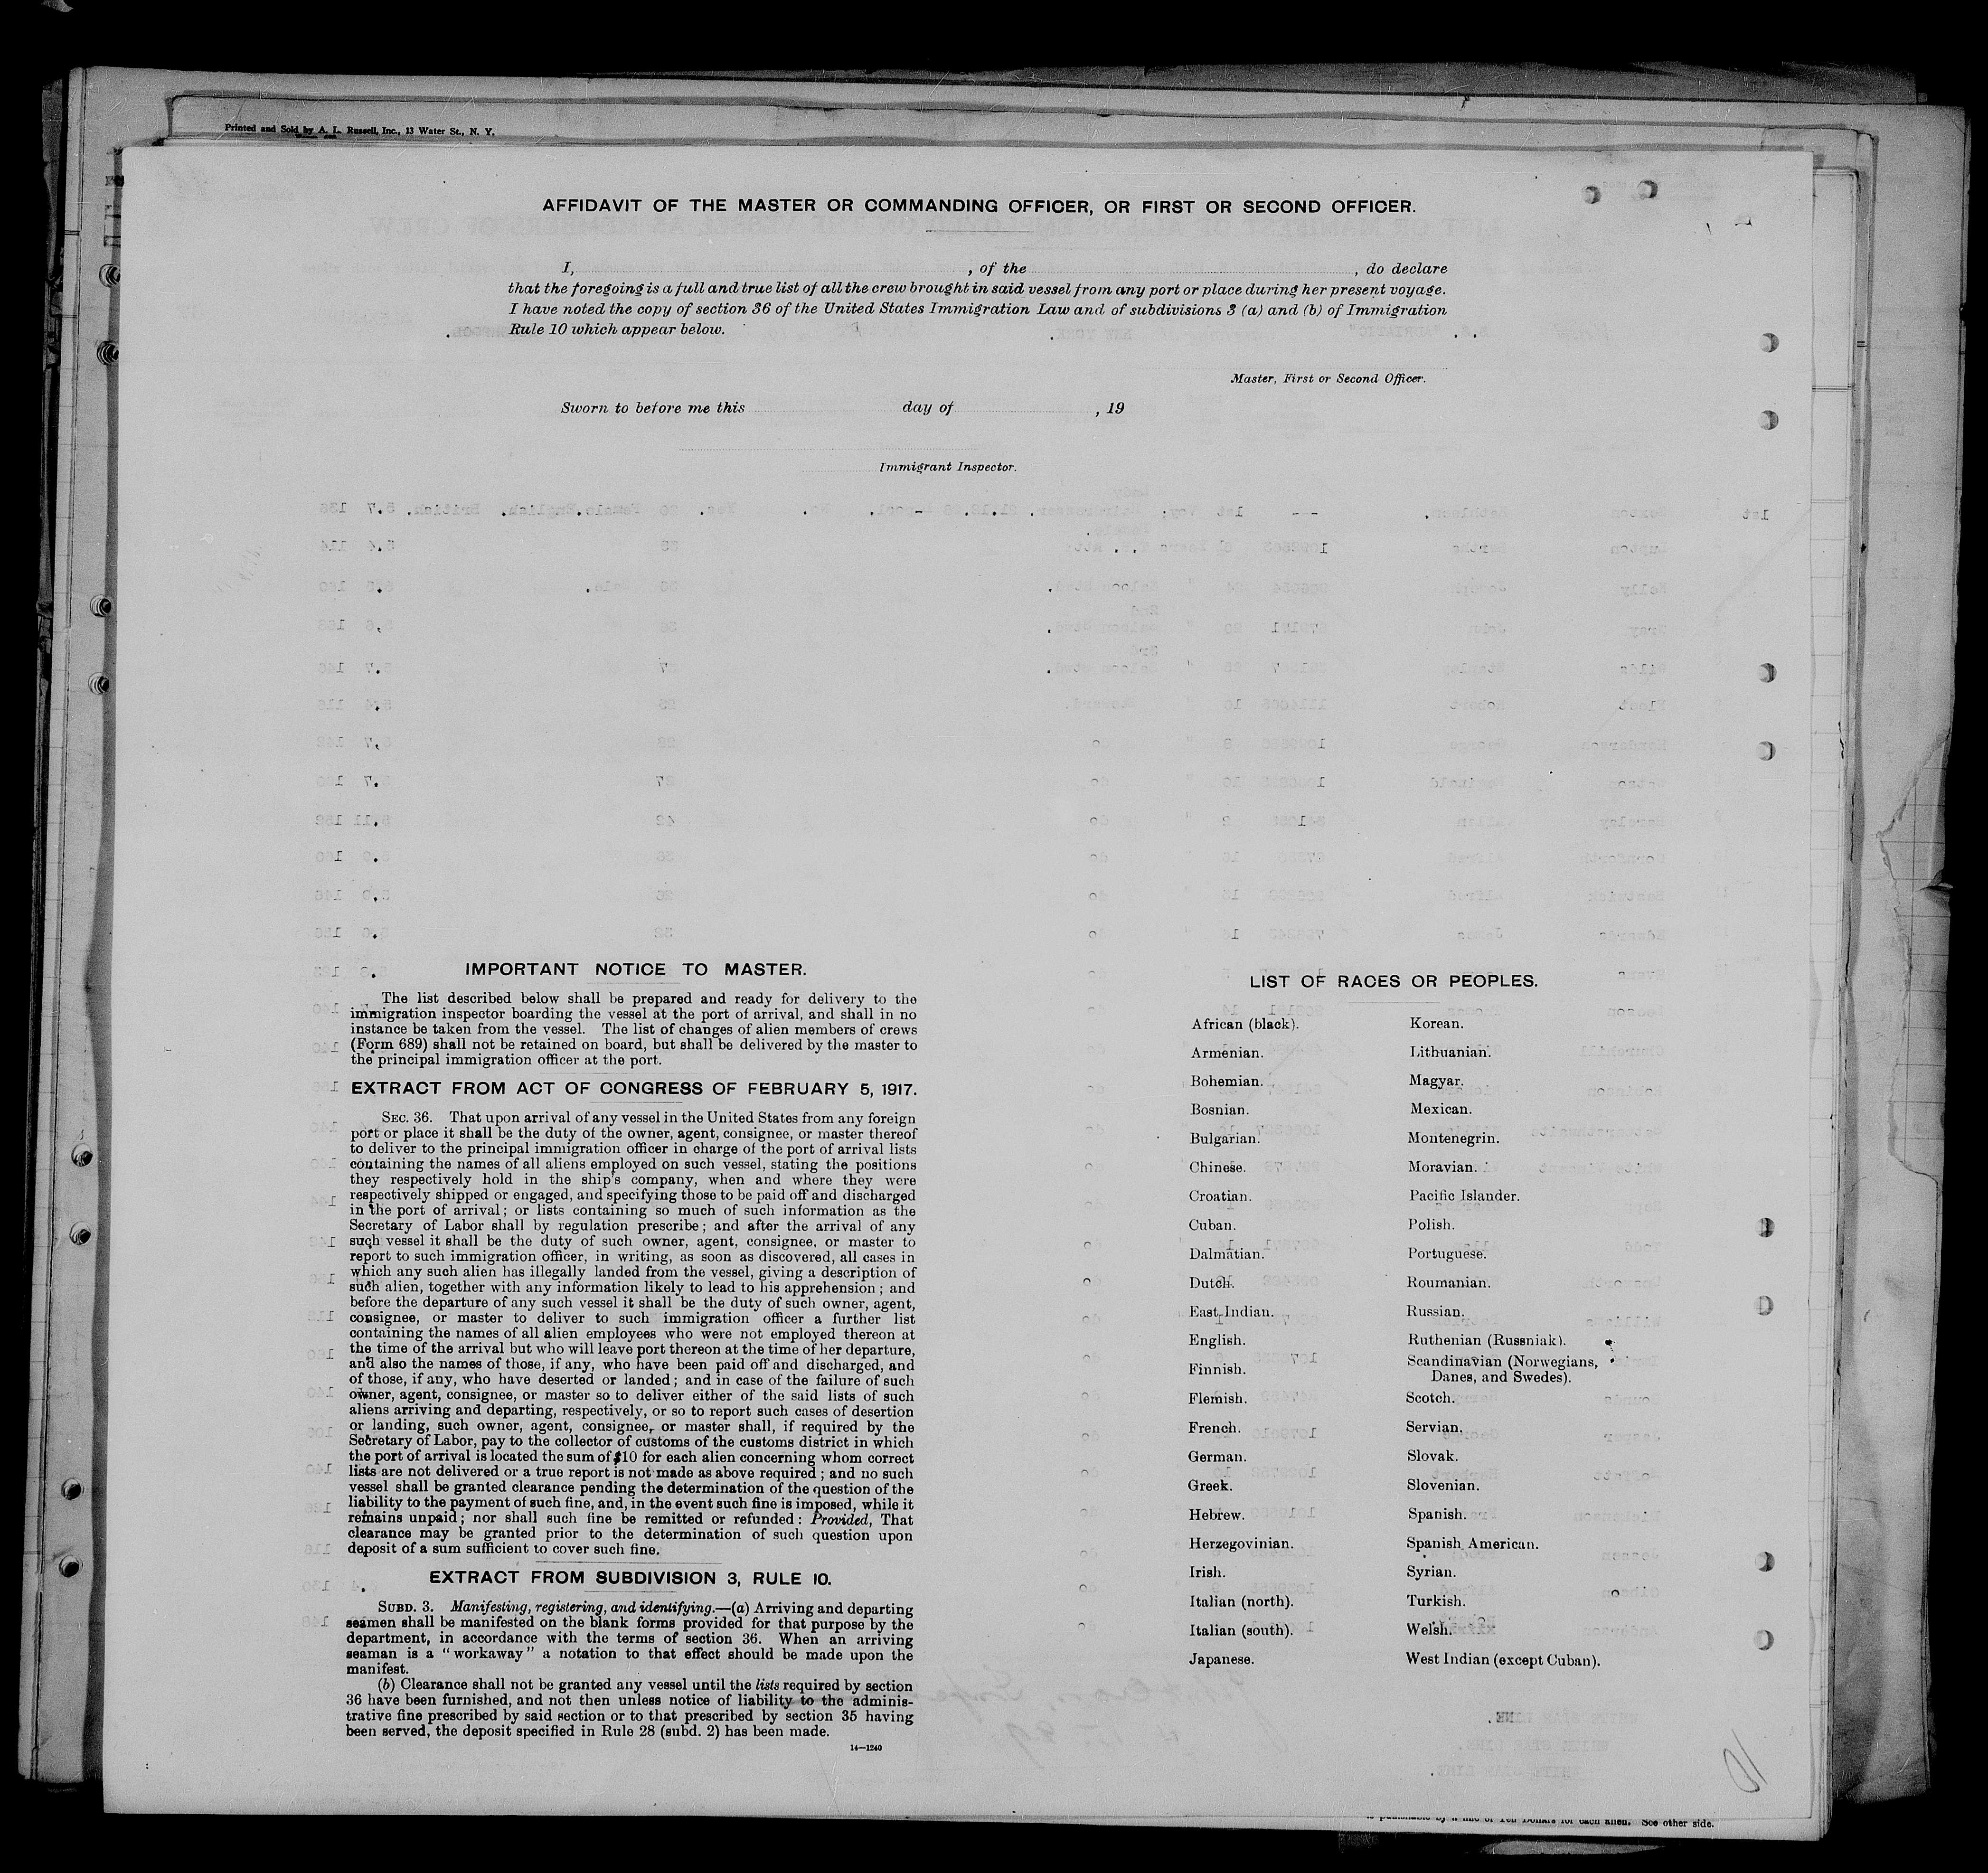 Printed and Sold by A. L. Russell, Inc., 13 Water St., N. Y.
AFFIDAVIT OF THE MASTER OR COMMANDING OFFICER, OR FIRST OR SECOND OFFICER.
I, , of the , do declare
that the foregoing is a full and true list of all the crew brought in said vessel from any port or place during her present voyage.
I have noted the copy of section 36 of the United States Immigration Law and of subdivisions 3 (a) and (b) of Immigration
Rule 10 which appear below.
Master, First or Second Officer.
Sworn to before me this day of , 19
Immigrant Inspector.
IMPORTANT NOTICE TO MASTER.
The list described below shall be prepared and ready for delivery to the
immigration inspector boarding the vessel at the port of arrival, and shall in no
instance be taken from the vessel. The list of changes of alien members of crews
(Form 689) shall not be retained on board, but shall be delivered by the master to
the principal immigration officer at the port.
EXTRACT FROM ACT OF CONGRESS OF FEBRUARY 5, 1917.
SEC. 36. That upon arrival of any vessel in the United States from any foreign
port or place it shall be the duty of the owner, agent, consignee, or master thereof
to deliver to the principal immigration officer in charge of the port of arrival lists
containing the names of all aliens employed on such vessel, stating the positions
they respectively hold in the ship's company, when and where they were
respectively shipped or engaged, and specifying those to be paid off and discharged
in the port of arrival; or lists containing so much of such information as the
Secretary of Labor shall by regulation prescribe; and after the arrival of any
such vessel it shall be the duty of such owner, agent, consignee, or master to
report to such immigration officer, in writing, as soon as discovered, all cases in
which any such alien has illegally landed from the vessel, giving a description of
such alien, together with any information likely to lead to his apprehension; and
before the departure of any such vessel it shall be the duty of such owner, agent,
consignee, or master to deliver to such immigration officer a further list
containing the names of all alien employees who were not employed thereon at
the time of the arrival but who will leave port thereon at the time of her departure,
and also the names of those, if any, who have been paid off and discharged, and
of those, if any, who have deserted or landed; and in case of the failure of such
owner, agent, consignee, or master so to deliver either of the said lists of such
aliens arriving and departing, respectively, or so to report such cases of desertion
or landing, such owner, agent, consignee, or master shall, if required by the
Secretary of Labor, pay to the collector of customs of the customs district in which
the port of arrival is located the sum of $10 for each alien concerning whom correct
lists are not delivered or a true report is not made as above required; and no such
vessel shall be granted clearance pending the determination of the question of the
liability to the payment of such fine, and, in the event such fine is imposed, while it
remains unpaid; nor shall such fine be remitted or refunded: Provided, That
clearance may be granted prior to the determination of such question upon
deposit of a sum sufficient to cover such fine.
EXTRACT FROM SUBDIVISION 3, RULE 10.
SUBD. 3. Manifesting, registering, and identifying.—(a) Arriving and departing
seamen shall be manifested on the blank forms provided for that purpose by the
department, in accordance with the terms of section 36. When an arriving
seaman is a "workaway" a notation to that effect should be made upon the
manifest.
(b) Clearance shall not be granted any vessel until the lists required by section
36 have been furnished, and not then unless notice of liability to the adminis-
trative fine prescribed by said section or to that prescribed by section 35 having
been served, the deposit specified in Rule 28 (subd. 2) has been made.
14—1240
LIST OF RACES OR PEOPLES.
African (black).
Armenian.
Bohemian.
Bosnian.
Bulgarian.
Chinese.
Croatian.
Cuban.
Dalmatian.
Dutch.
East Indian.
English.
Finnish.
Flemish.
French.
German.
Greek.
Hebrew.
Herzegovinian.
Irish.
Italian (north).
Italian (south).
Japanese.
Korean.
Lithuanian.
Magyar.
Mexican.
Montenegrin.
Moravian.
Pacific Islander.
Polish.
Portuguese.
Roumanian.
Russian.
Ruthenian (Russniak).
Scandinavian (Norwegians,
Danes, and Swedes).
Scotch.
Servian.
Slovak.
Slovenian.
Spanish.
Spanish American.
Syrian.
Turkish.
Welsh.
West Indian (except Cuban).
is punishable by a fine of Ten Dollars for each alien. See other side.